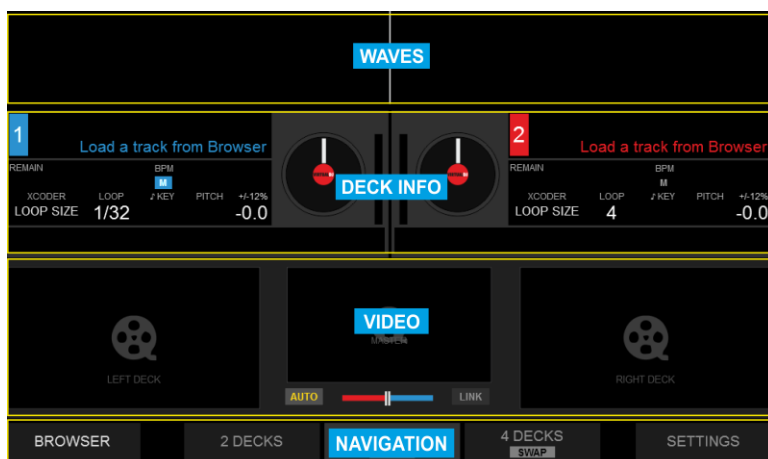 WAVES
1 Load a track from Browser
REMAIN BPM
M
XCODER LOOP ♪ KEY PITCH +/-12%
LOOP SIZE 1/32 -0.0
DECK INFO
2 Load a track from Browser
REMAIN BPM
M
XCODER LOOP ♪ KEY PITCH +/-12%
LOOP SIZE 4 -0.0
VIDEO
MASTER
LEFT DECK
RIGHT DECK
AUTO
LINK
BROWSER
2 DECKS
NAVIGATION
4 DECKS
SWAP
SETTINGS